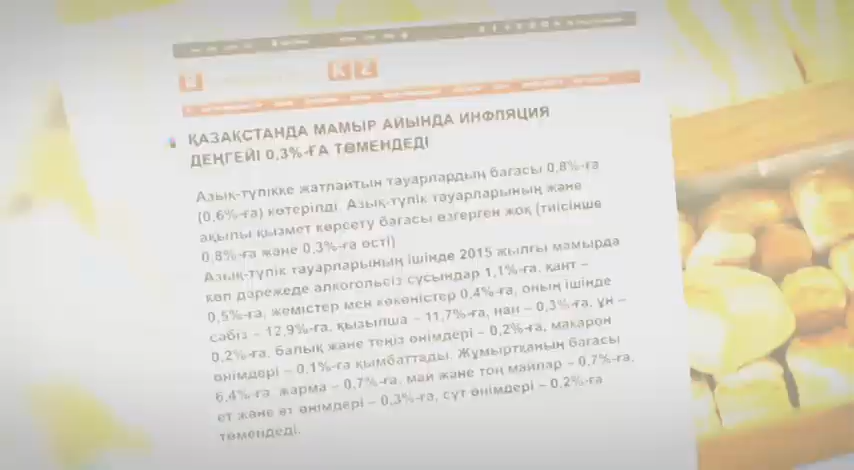 KZ
ҚАЗАҚСТАНДА МАМЫР АЙЫНДА ИНФЛЯЦИЯ
ДЕҢГЕЙІ 0,3%-ҒА ТӨМЕНДЕДІ
Азық-түлікке жатпайтын тауарлардың бағасы 0,8%-ға
(0,6%-ға) көтерілді. Азық-түлік тауарларының және
ақылы қызмет көрсету бағасы өзгерген жоқ (тиісінше
0,8%-ға және 0,3%-ға өсті)
Азық-түлік тауарларының ішінде 2015 жылғы мамырда
көп дәрежеде алкогольсіз сусындар 1,1%-ға, қант –
0,5%-ға, жемістер мен көкөністер 0,4%-ға, оның ішінде
сәбіз – 12,9%-ға, қызылша – 11,7%-ға, нан – 0,3%-ға, ұн –
0,2%-ға, балық және теңіз өнімдері – 0,2%-ға, макарон
өнімдері – 0,1%-ға қымбаттады. Жұмыртқаның бағасы
6,4%-ға, жарма – 0,7%-ға, май және тоң майлар – 0,7%-ға,
ет және ет өнімдері – 0,3%-ға, сүт өнімдері – 0,2%-ға
төмендеді.